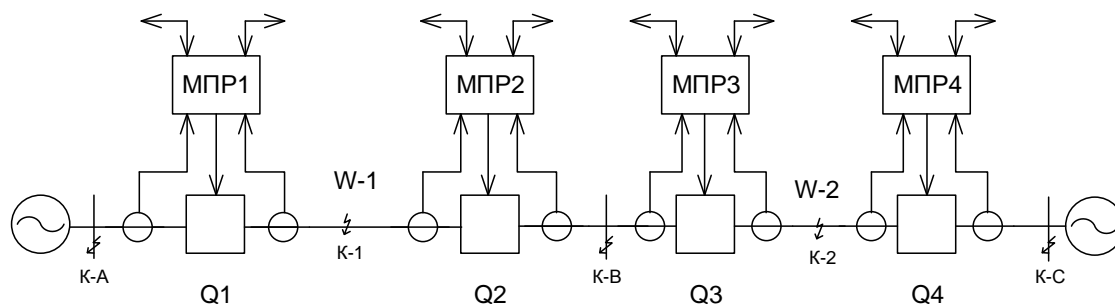 МПР1 МПР2 МПР3 МПР4
W-1 W-2
К-А К-1 К-В К-2 К-С
Q1 Q2 Q3 Q4